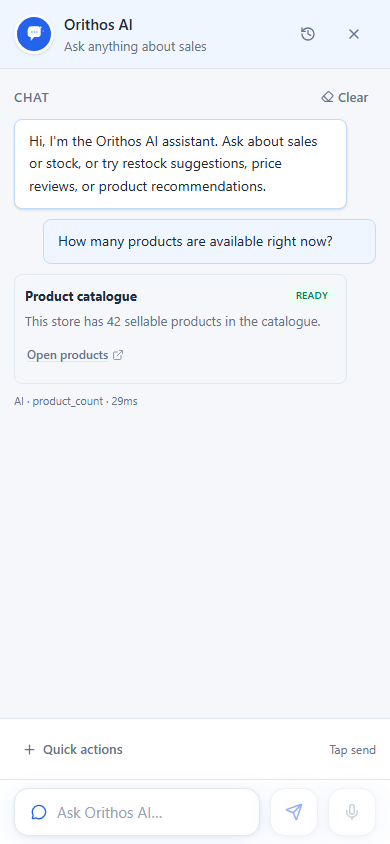 Orithos AI
Ask anything about sales
CHAT
Clear
Hi, I'm the Orithos AI assistant. Ask about sales
or stock, or try restock suggestions, price
reviews, or product recommendations.
How many products are available right now?
Product catalogue
READY
This store has 42 sellable products in the catalogue.
Open products
AI · product_count · 29ms
Quick actions
Tap send
Ask Orithos AI...